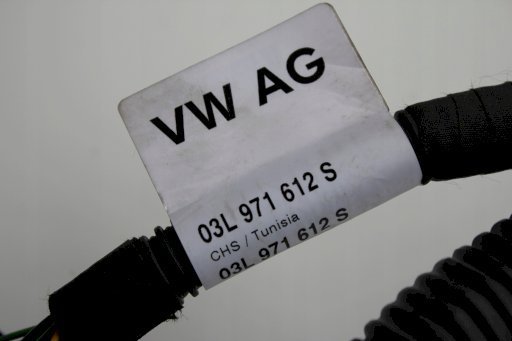 VW AG
03L 971 612 S
CHS / Tunisia
03L 971 612 S